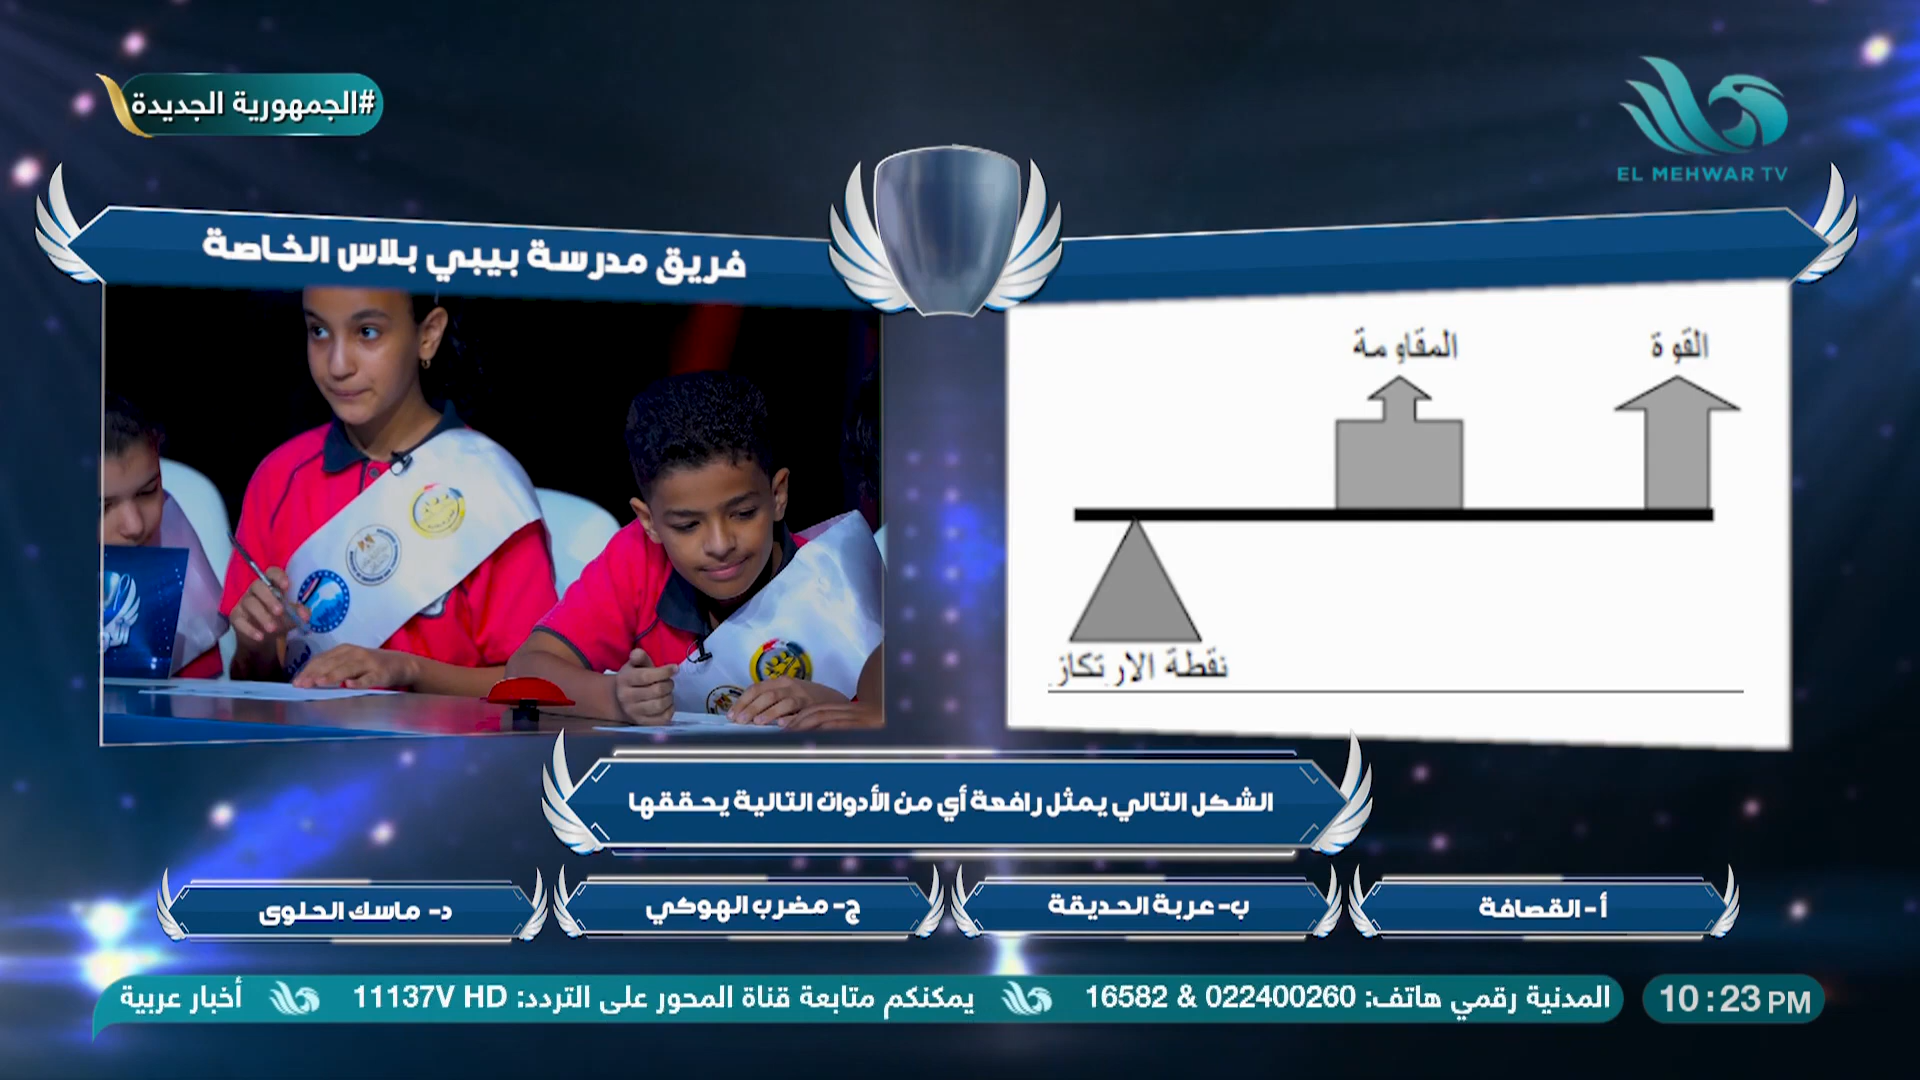 #الجمهورية الجديدة
EL MEHWAR TV
فريق مدرسة بيبي بلاس الخاصة
المقاومة
القوة
نقطة الارتكاز
الشكل التالي يمثل رافعة أي من الأدوات التالية يحققها
أ- القصافة
ب- عربة الحديقة
ج- مضرب الهوكي
د- ماسك الحلوى
المدنية رقمي هاتف: 022400260 & 16582
يمكنكم متابعة قناة المحور على التردد: 11137V HD
أخبار عربية
10:23 PM